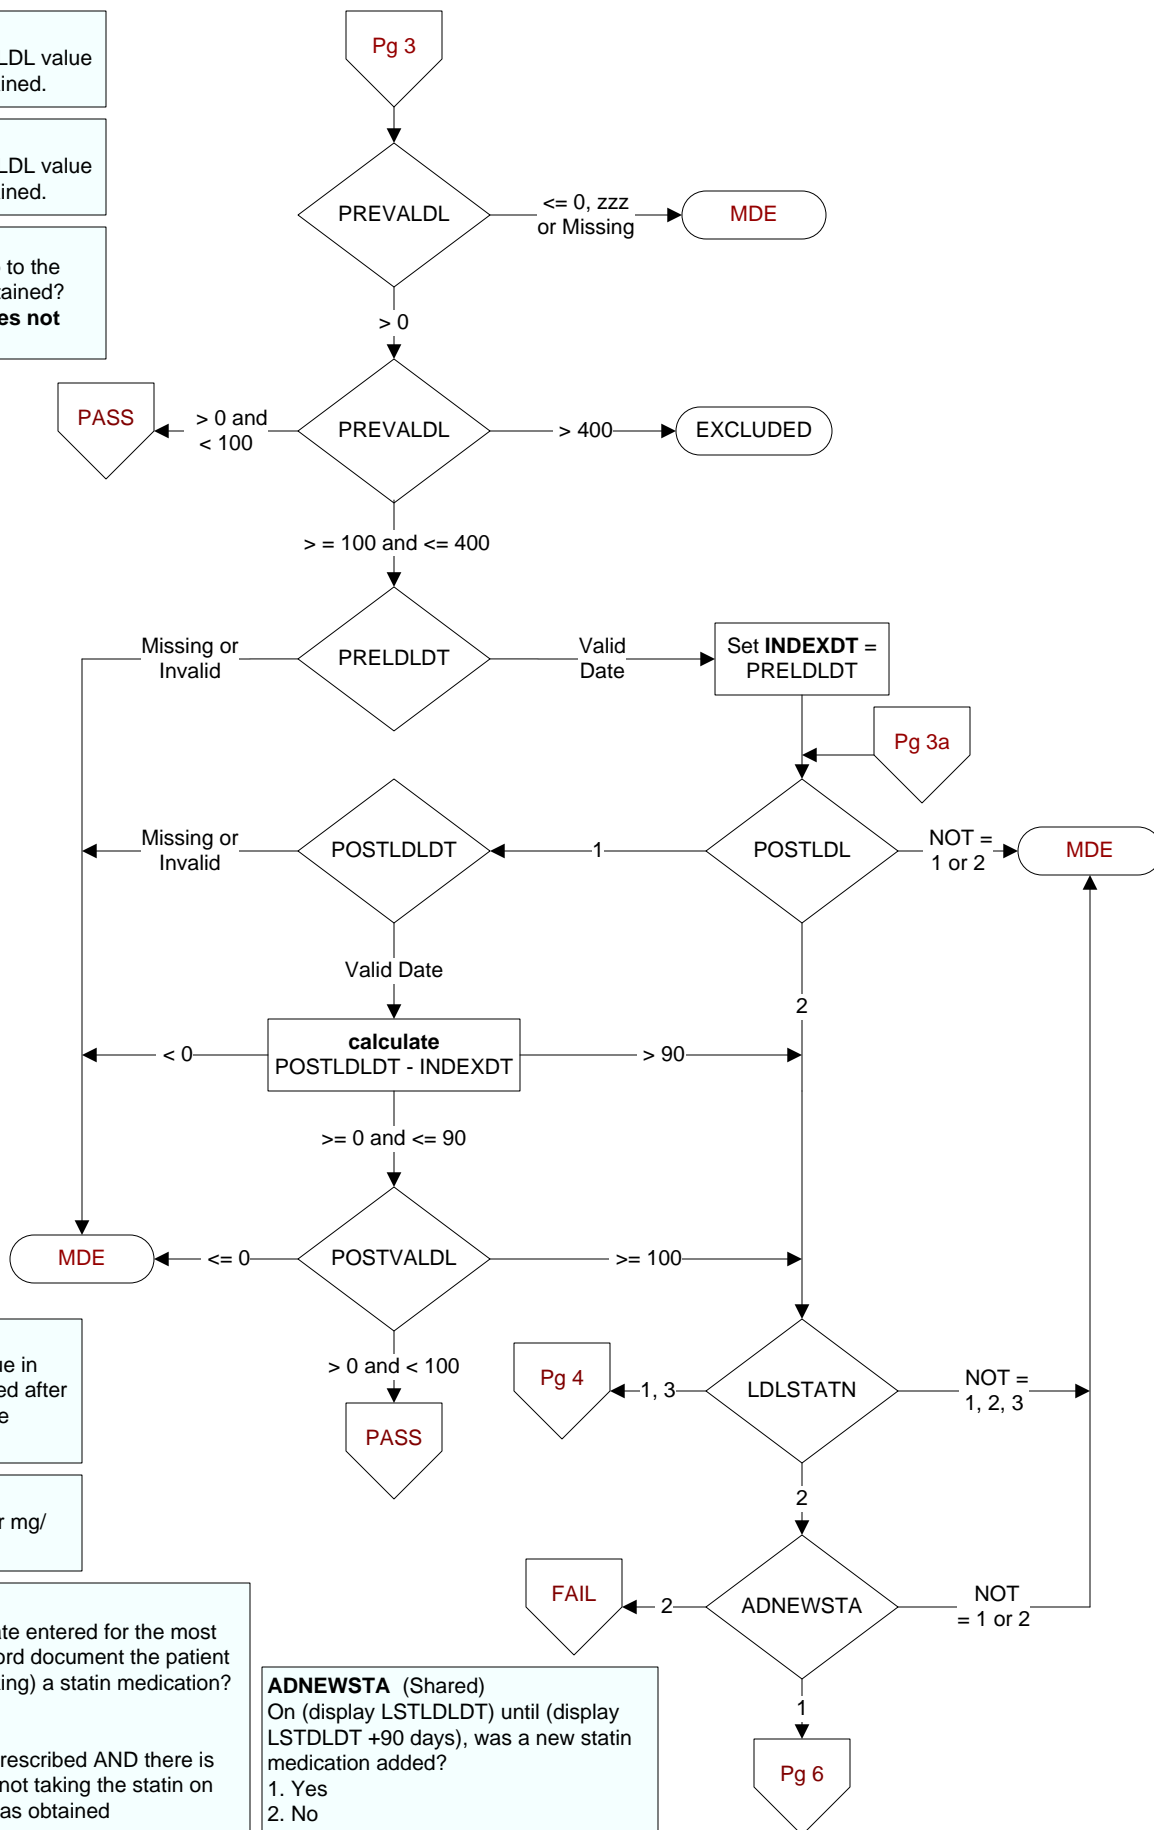 LDL value
ined.
Pg 3
LDL value
ined.
PREVALDL
<= 0, zzz
or Missing
MDE
to the
tained?
es not
> 0
PASS
> 0 and
< 100
PREVALDL
> 400
EXCLUDED
> = 100 and <= 400
Missing or
Invalid
PRELDLDT
Valid
Date
Set INDEXDT =
PRELDLDT
Pg 3a
Missing or
Invalid
POSTLDLDT
1
POSTLDL
NOT =
1 or 2
MDE
Valid Date
2
< 0
calculate
POSTLDLDT - INDEXDT
> 90
>= 0 and <= 90
MDE
<= 0
POSTVALDL
>= 100
ue in
ed after
e
> 0 and < 100
PASS
Pg 4
1, 3
LDLSTATN
NOT =
1, 2, 3
r mg/
2
FAIL
2
ADNEWSTA
NOT
= 1 or 2
ate entered for the most
ord document the patient
ing) a statin medication?
rescribed AND there is
not taking the statin on
as obtained
ADNEWSTA (Shared)
On (display LSTLDLDT) until (display
LSTDLDT +90 days), was a new statin
medication added?
1. Yes
2. No
1
Pg 6